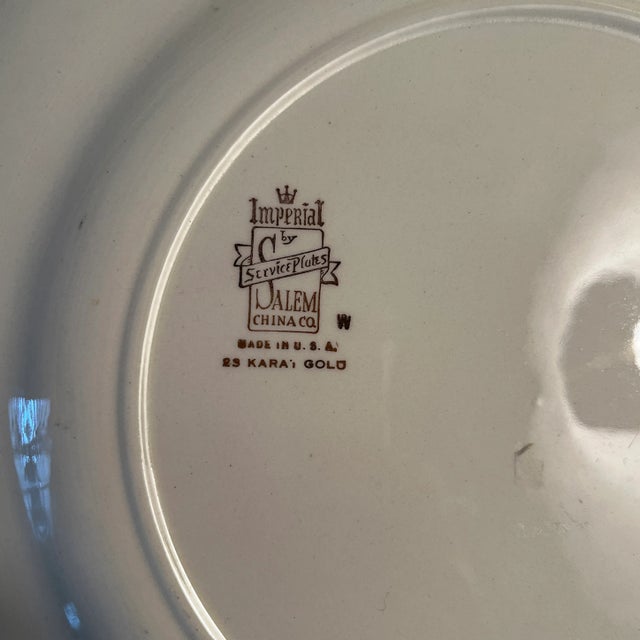 Imperial
by
Service Plates
SALEM
CHINA CO.
W
MADE IN U. S. A.
23 KARAT GOLD